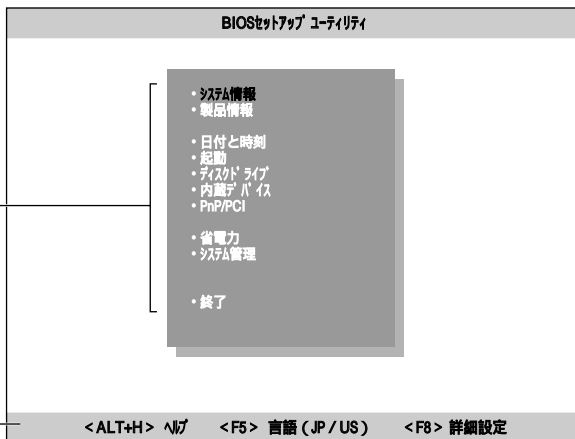 BIOSｾｯﾄｱｯﾌﾟ ﾕｰﾃｨﾘﾃｨ
・ｼｽﾃﾑ情報
・製品情報
・日付と時刻
・起動
・ﾃﾞｨｽｸﾄﾞﾗｲﾌﾞ
・内蔵ﾃﾞﾊﾞｲｽ
・PnP/PCI
・省電力
・ｼｽﾃﾑ管理
・終了
<ALT+H> ﾍﾙﾌﾟ <F5> 言語 ( JP / US ) <F8> 詳細設定